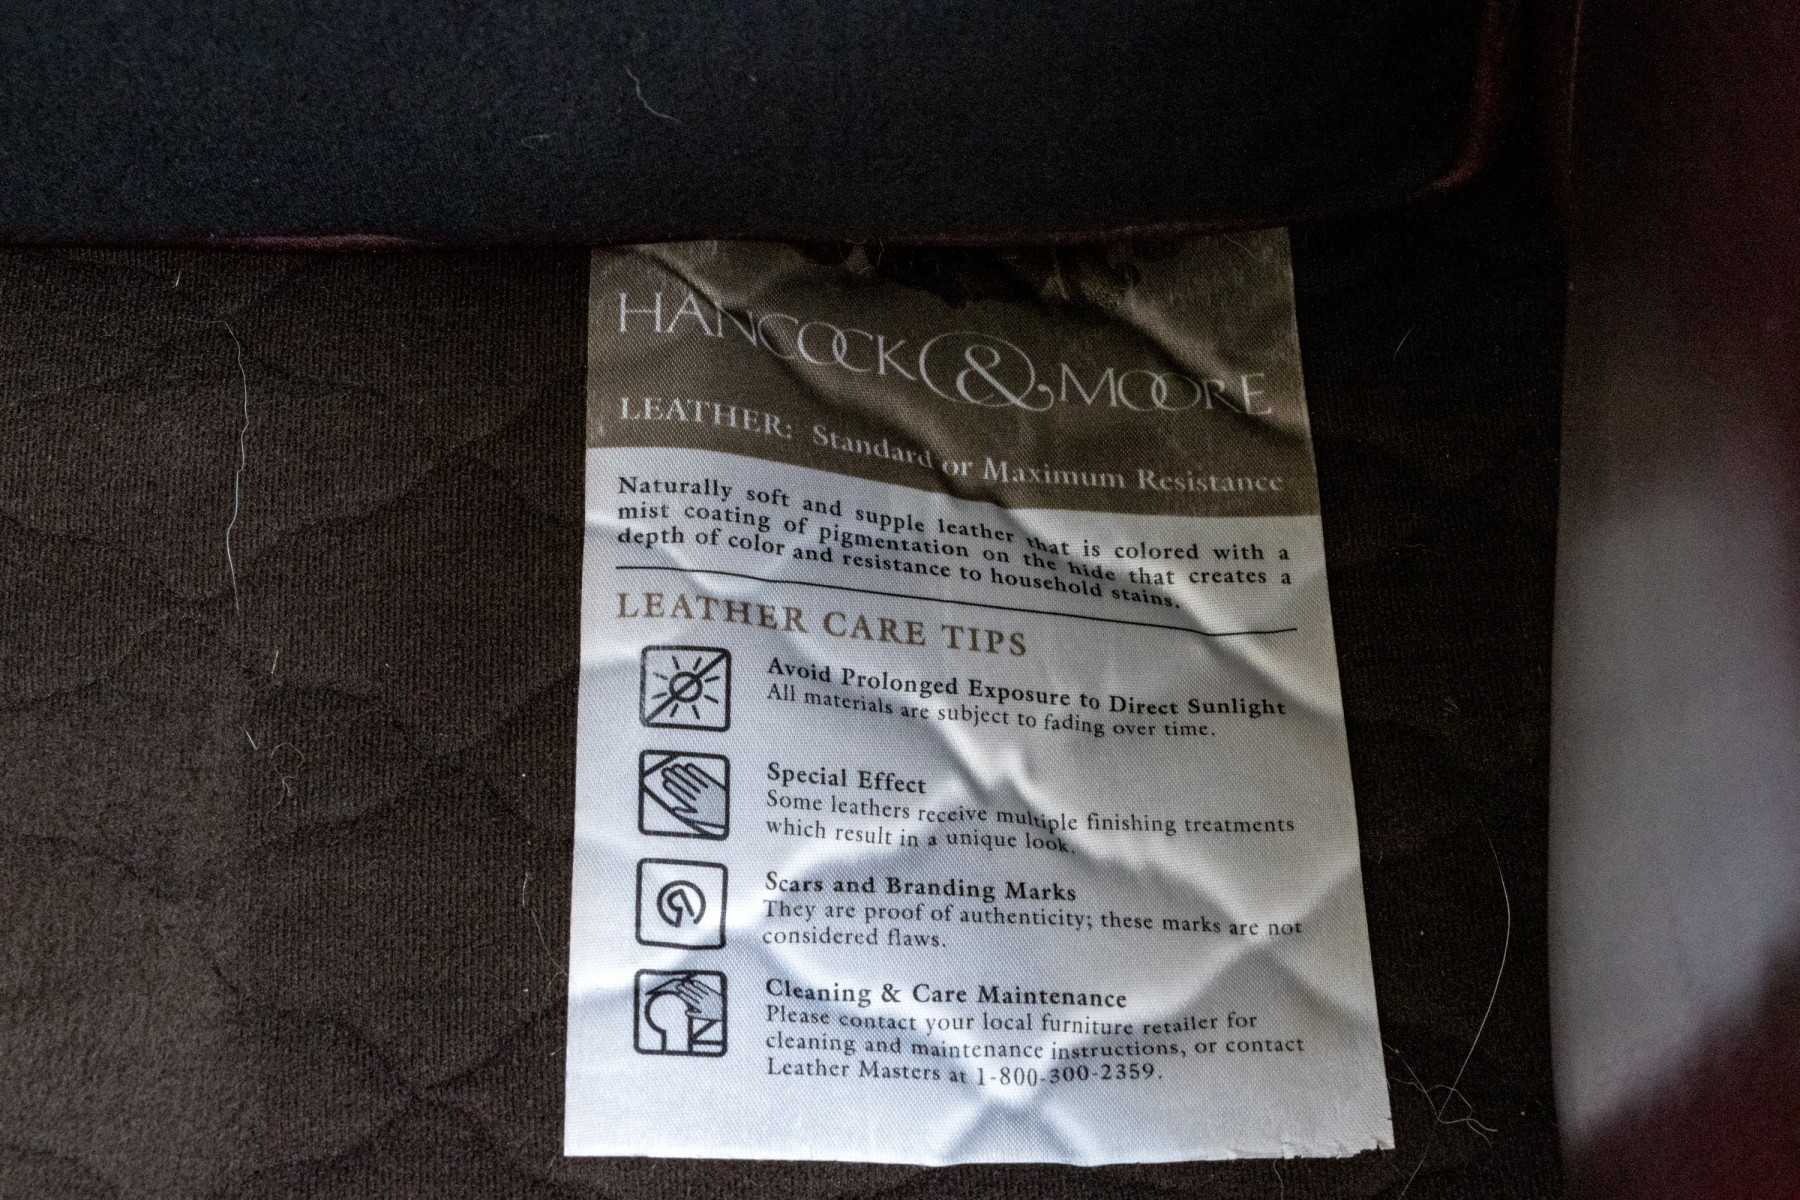 HANCOCK & MOORE
LEATHER: Standard or Maximum Resistance
Naturally soft and supple leather that is colored with a
mist coating of pigmentation on the hide that creates a
depth of color and resistance to household stains.
LEATHER CARE TIPS
Avoid Prolonged Exposure to Direct Sunlight
All materials are subject to fading over time.
Special Effect
Some leathers receive multiple finishing treatments
which result in a unique look.
Scars and Branding Marks
They are proof of authenticity; these marks are not
considered flaws.
Cleaning & Care Maintenance
Please contact your local furniture retailer for
cleaning and maintenance instructions, or contact
Leather Masters at 1-800-300-2359.